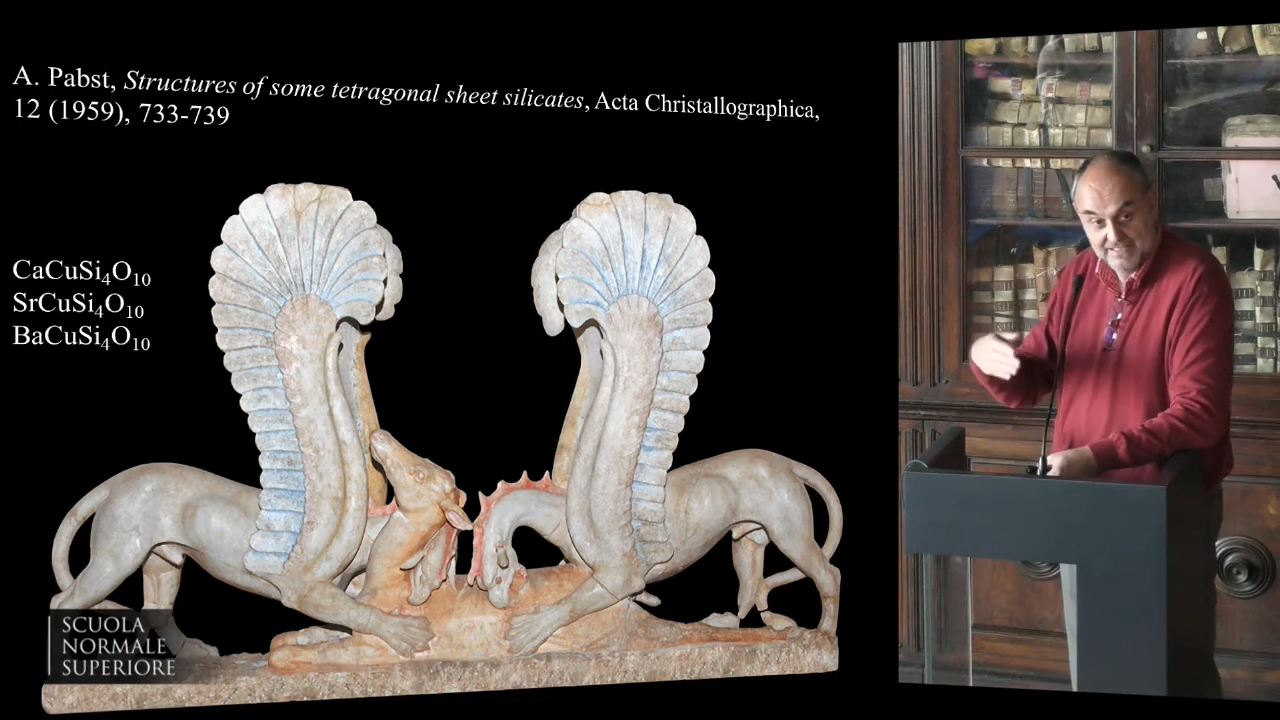 A. Pabst, Structures of some tetragonal sheet silicates, Acta Christallographica,
12 (1959), 733-739
CaCuSi₄O₁₀
SrCuSi₄O₁₀
BaCuSi₄O₁₀
SCUOLA
NORMALE
SUPERIORE